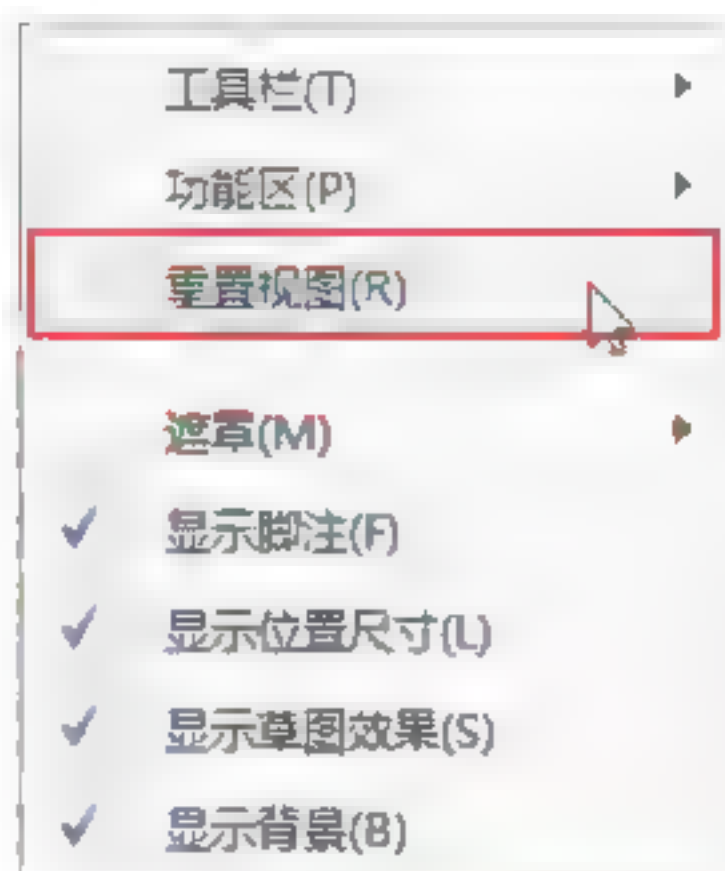 工具栏(T)
功能区(P)
重置视图(R)
遮罩(M)
显示脚注(F)
显示位置尺寸(L)
显示草图效果(S)
显示背景(B)